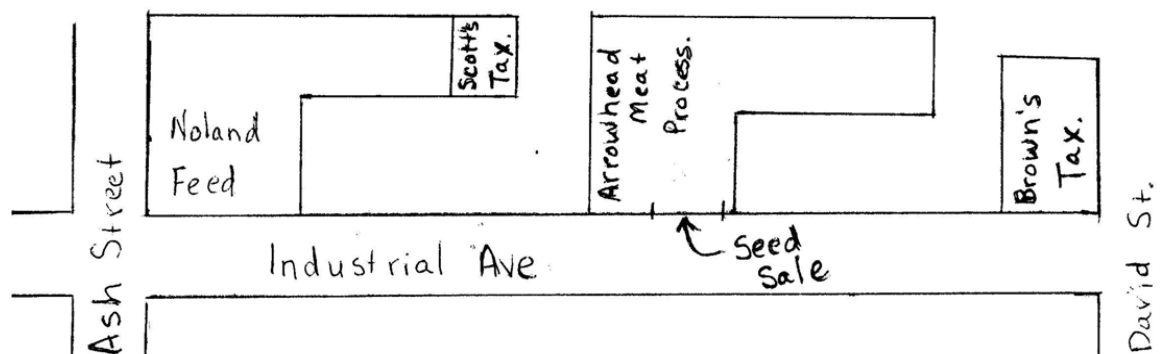 Scott's
Tax.
Noland
Feed
Arrowhead
Meat
Process.
Brown's
Tax.
Ash Street
Industrial Ave
Seed
Sale
David St.